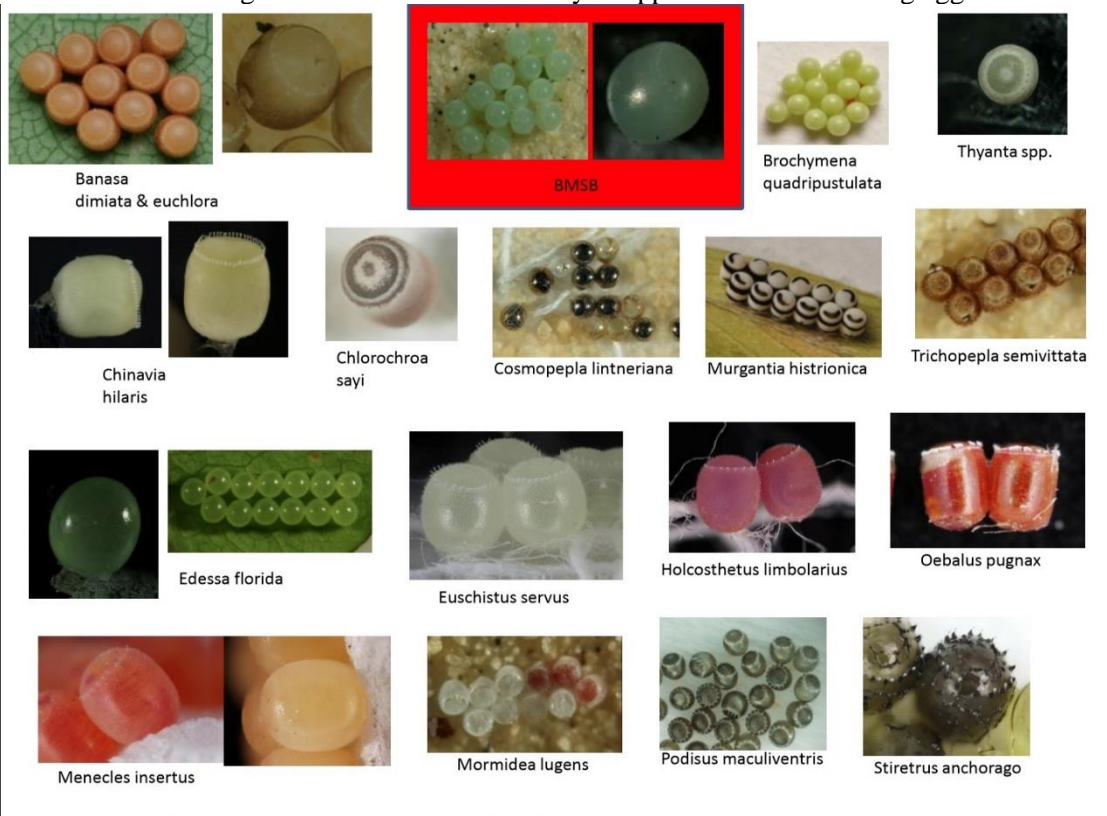 Banasa
dimiata & euchlora
BMSB
Brochymena
quadripustulata
Thyanta spp.
Chinavia
hilaris
Chlorochroa
sayi
Cosmopepla lintneriana
Murgantia histrionica
Trichopepla semivittata
Edessa florida
Euschistus servus
Holcosthetus limbolarius
Oebalus pugnax
Menecles insertus
Mormidea lugens
Podisus maculiventris
Stiretrus anchorago